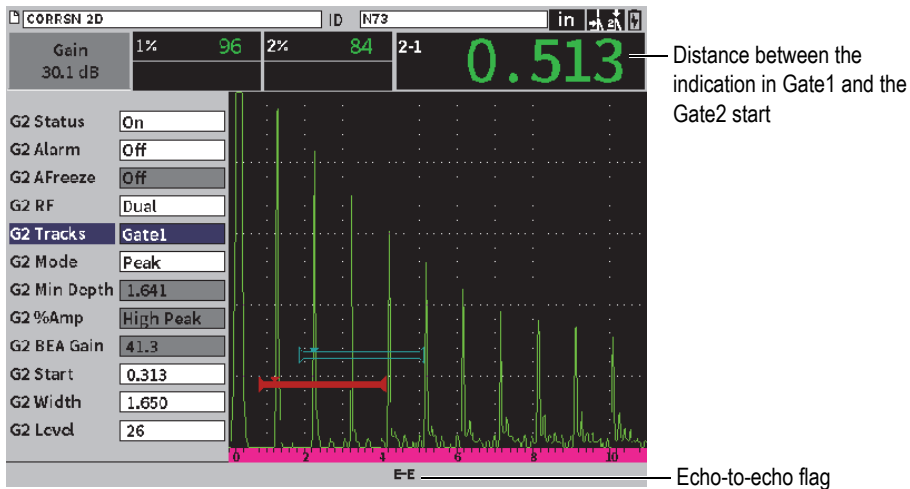 CORRSN 2D ID N73 in
Gain
30.1 dB
1% 96
2% 84
2-1 0.513
Distance between the
indication in Gate1 and the
Gate2 start
G2 Status On
G2 Alarm Off
G2 AFreeze Off
G2 RF Dual
G2 Tracks Gate1
G2 Mode Peak
G2 Min Depth 1.641
G2 %Amp High Peak
G2 BEA Gain 41.3
G2 Start 0.313
G2 Width 1.650
G2 Level 26
0 2 4 6 8 10
E-E
Echo-to-echo flag